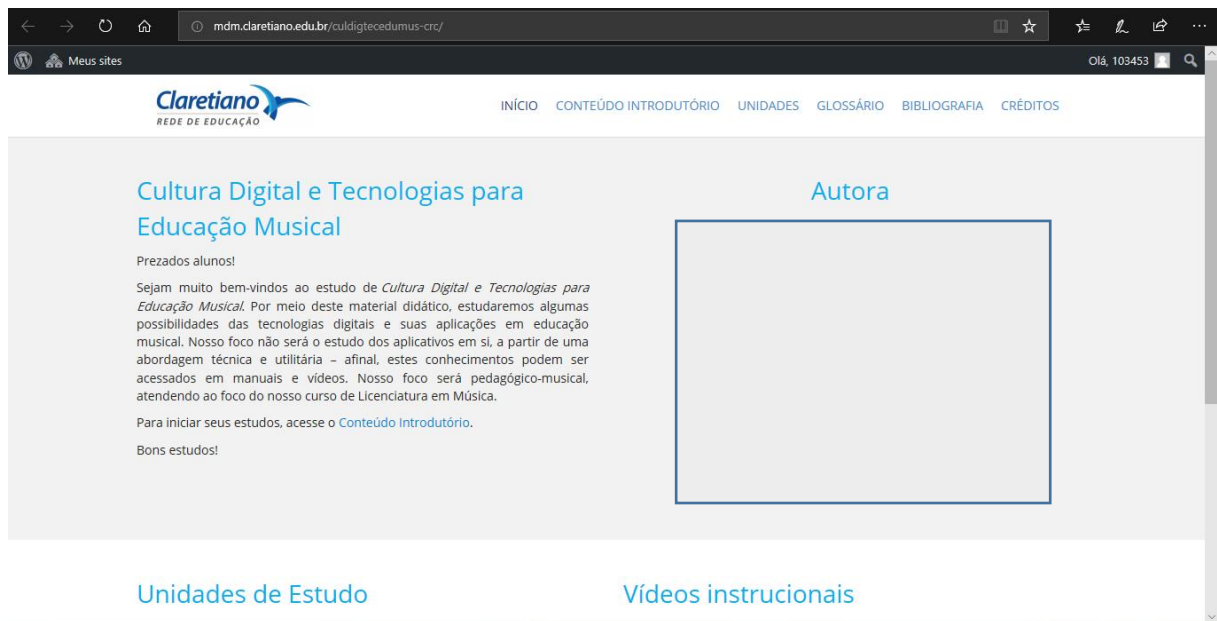 mdm.claretiano.edu.br/culdigtecedumus-crc/
Meus sites
Olá, 103453
Claretiano
REDE DE EDUCAÇÃO
INÍCIO CONTEÚDO INTRODUTÓRIO UNIDADES GLOSSÁRIO BIBLIOGRAFIA CRÉDITOS
Cultura Digital e Tecnologias para
Educação Musical
Prezados alunos!
Sejam muito bem-vindos ao estudo de Cultura Digital e Tecnologias para
Educação Musical. Por meio deste material didático, estudaremos algumas
possibilidades das tecnologias digitais e suas aplicações em educação
musical. Nosso foco não será o estudo dos aplicativos em si, a partir de uma
abordagem técnica e utilitária – afinal, estes conhecimentos podem ser
acessados em manuais e vídeos. Nosso foco será pedagógico-musical,
atendendo ao foco do nosso curso de Licenciatura em Música.
Para iniciar seus estudos, acesse o Conteúdo Introdutório.
Bons estudos!
Autora
Unidades de Estudo
Vídeos instrucionais